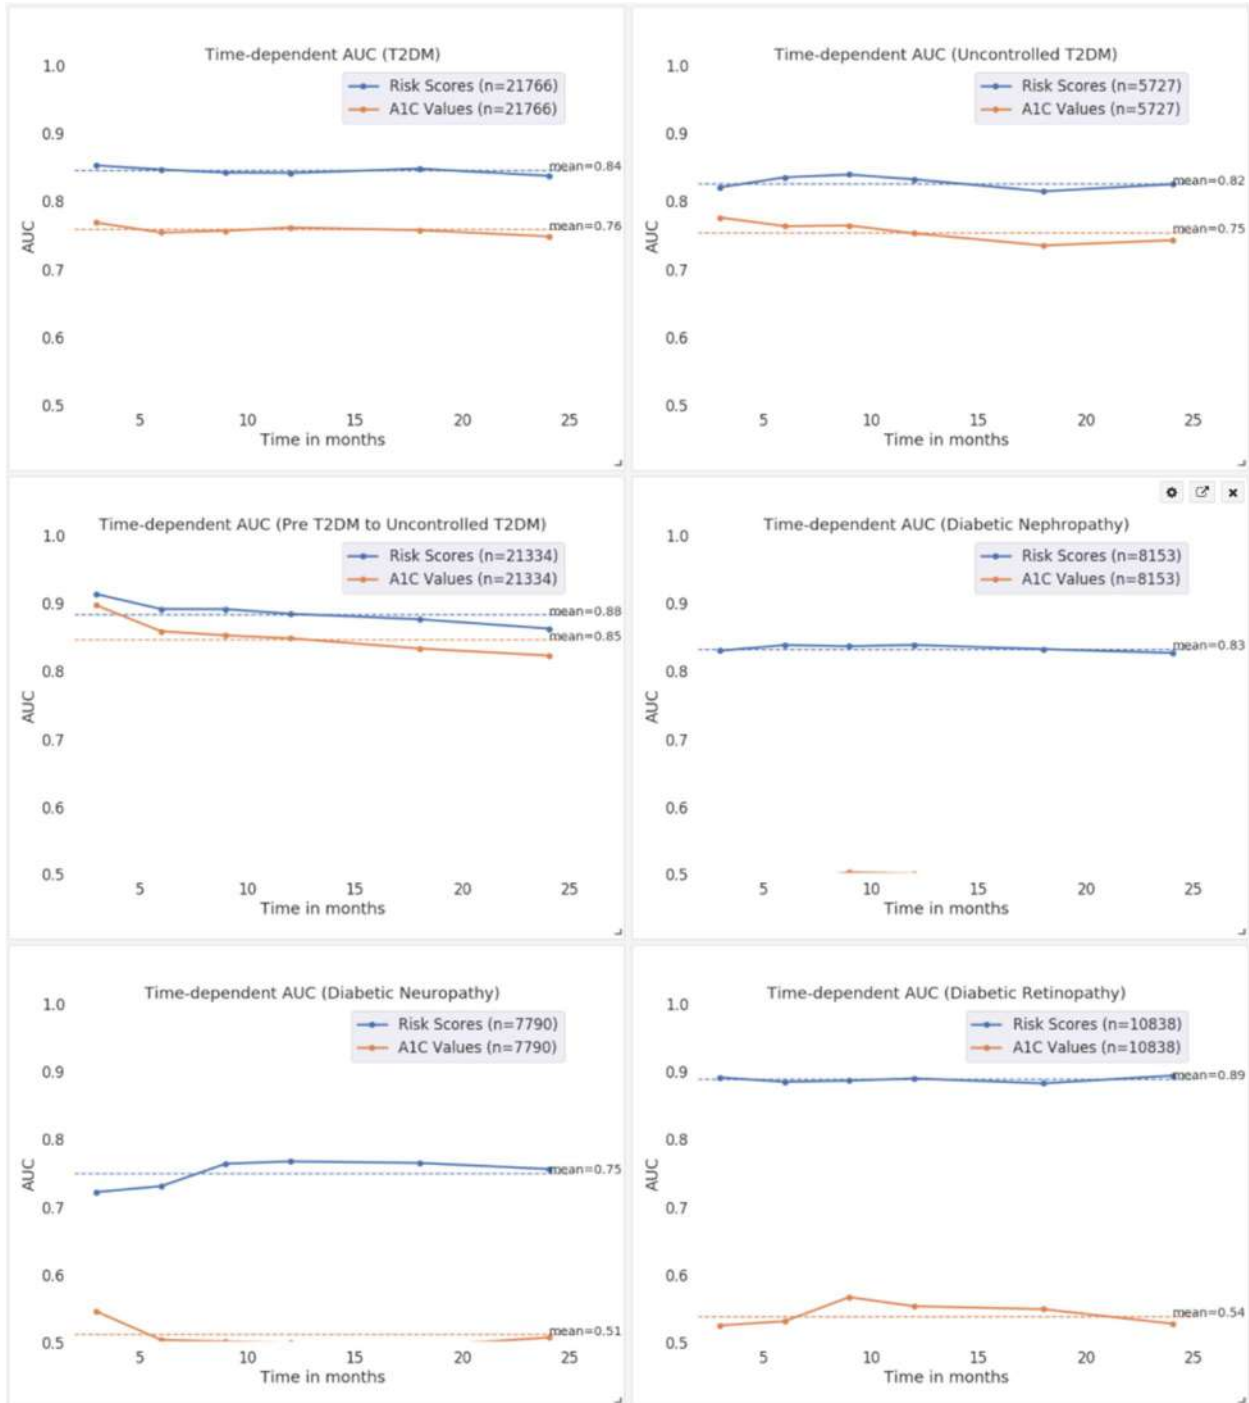 Time-dependent AUC (T2DM)
1.0
Risk Scores (n=21766)
A1C Values (n=21766)
0.9
mean=0.84
0.8
mean=0.76
AUC
0.7
0.6
0.5
5 10 15 20 25
Time in months
Time-dependent AUC (Uncontrolled T2DM)
1.0
Risk Scores (n=5727)
A1C Values (n=5727)
0.9
mean=0.82
0.8
mean=0.75
AUC
0.7
0.6
0.5
5 10 15 20 25
Time in months
Time-dependent AUC (Pre T2DM to Uncontrolled T2DM)
1.0
Risk Scores (n=21334)
A1C Values (n=21334)
0.9
mean=0.88
mean=0.85
0.8
AUC
0.7
0.6
0.5
5 10 15 20 25
Time in months
Time-dependent AUC (Diabetic Nephropathy)
1.0
Risk Scores (n=8153)
A1C Values (n=8153)
0.9
mean=0.83
0.8
AUC
0.7
0.6
0.5
5 10 15 20 25
Time in months
Time-dependent AUC (Diabetic Neuropathy)
1.0
Risk Scores (n=7790)
A1C Values (n=7790)
0.9
0.8
mean=0.75
AUC
0.7
0.6
mean=0.51
0.5
5 10 15 20 25
Time in months
Time-dependent AUC (Diabetic Retinopathy)
1.0
Risk Scores (n=10838)
A1C Values (n=10838)
0.9
mean=0.89
0.8
AUC
0.7
0.6
mean=0.54
0.5
5 10 15 20 25
Time in months